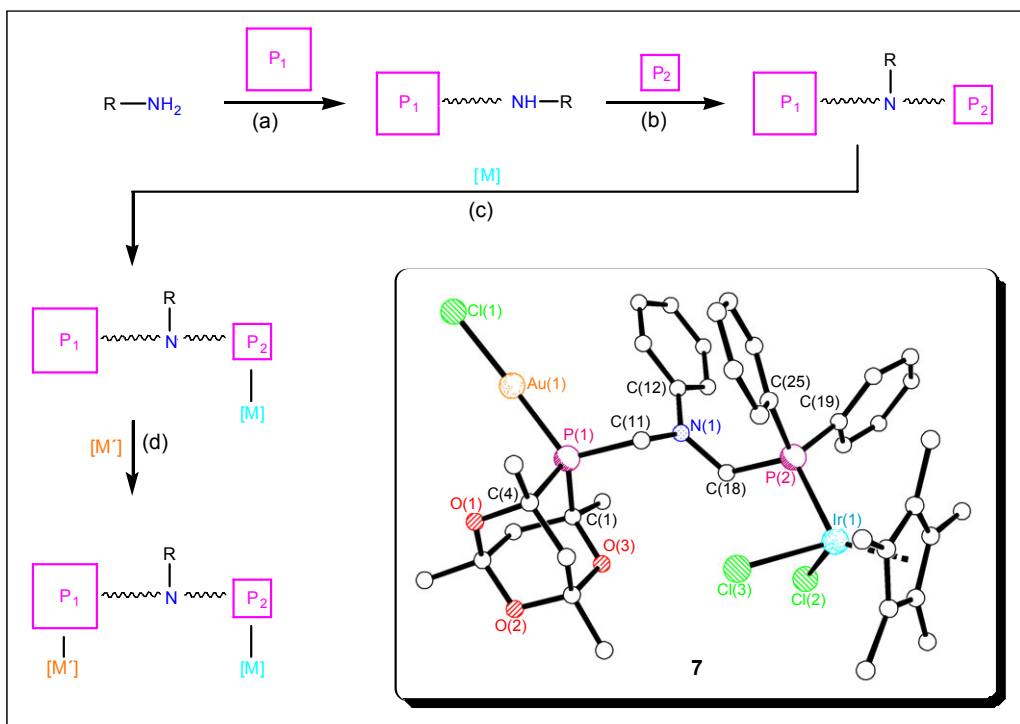 R NH₂
(a)
P₁
P₁ NH R
(b)
P₂
R
P₁ N P₂
[M]
(c)
R
P₁ N P₂
[M]
[M´] (d)
R
P₁ N P₂
[M´] [M]
Cl(1)
Au(1)
C(12)
C(25)
C(19)
C(11)
N(1)
P(1)
P(2)
C(18)
C(4)
O(1)
C(1)
Ir(1)
O(3)
Cl(3)
Cl(2)
O(2)
7